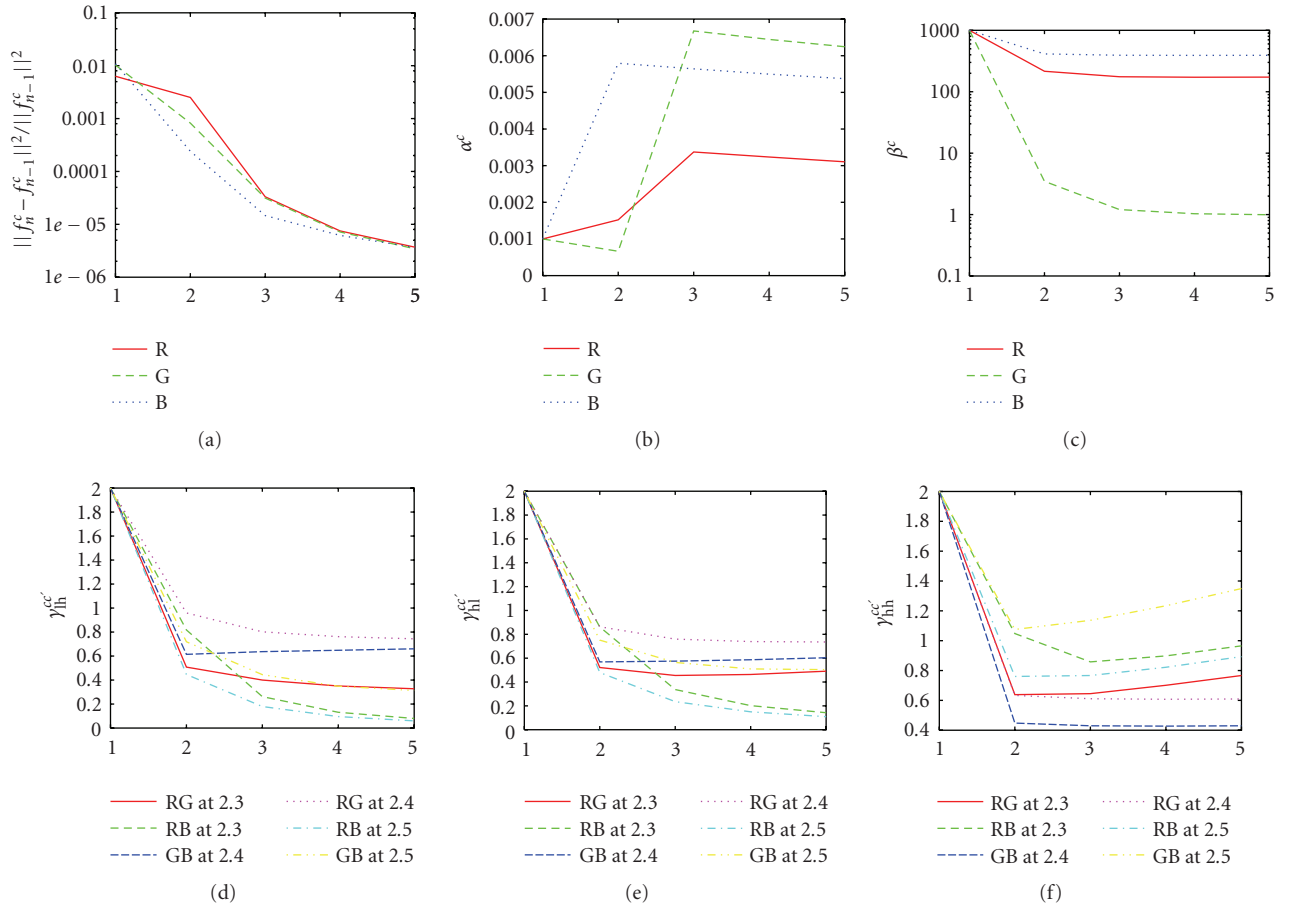 0.1
0.01
0.001
0.0001
1e − 05
1e − 06
||f_n^c − f_{n−1}^c||^2/||f_{n−1}^c||^2
1 2 3 4 5
R
G
B
(a)
0.007
0.006
0.005
0.004
0.003
0.002
0.001
0
α^c
1 2 3 4 5
R
G
B
(b)
1000
100
10
1
0.1
β^c
1 2 3 4 5
R
G
B
(c)
2
1.8
1.6
1.4
1.2
1
0.8
0.6
0.4
0.2
0
γ_lh^{cc′}
1 2 3 4 5
RG at 2.3 RG at 2.4
RB at 2.3 RB at 2.5
GB at 2.4 GB at 2.5
(d)
2
1.8
1.6
1.4
1.2
1
0.8
0.6
0.4
0.2
0
γ_hl^{cc′}
1 2 3 4 5
RG at 2.3 RG at 2.4
RB at 2.3 RB at 2.5
GB at 2.4 GB at 2.5
(e)
2
1.8
1.6
1.4
1.2
1
0.8
0.6
0.4
γ_hh^{cc′}
1 2 3 4 5
RG at 2.3 RG at 2.4
RB at 2.3 RB at 2.5
GB at 2.4 GB at 2.5
(f)